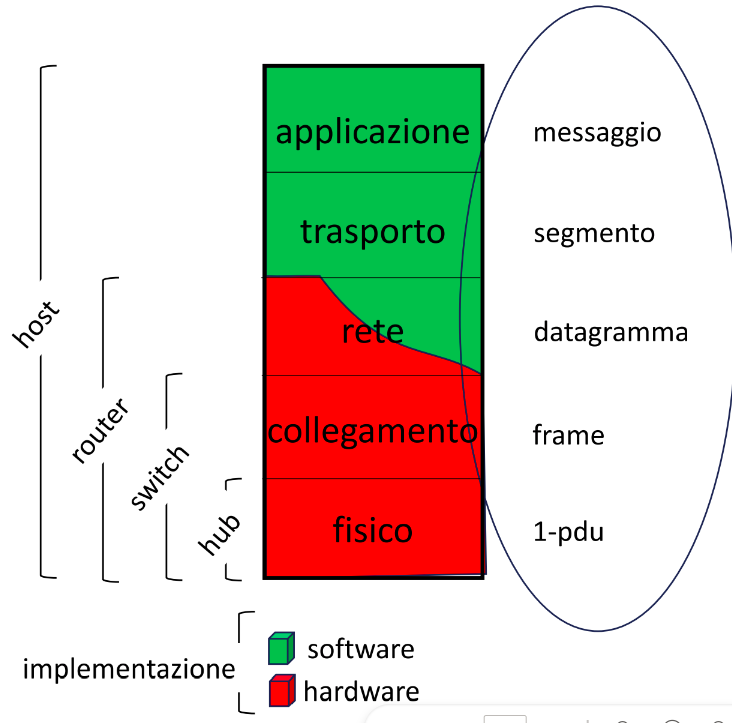 applicazione messaggio
trasporto segmento
host
router
rete datagramma
switch
collegamento frame
hub
fisico 1-pdu
implementazione
software
hardware